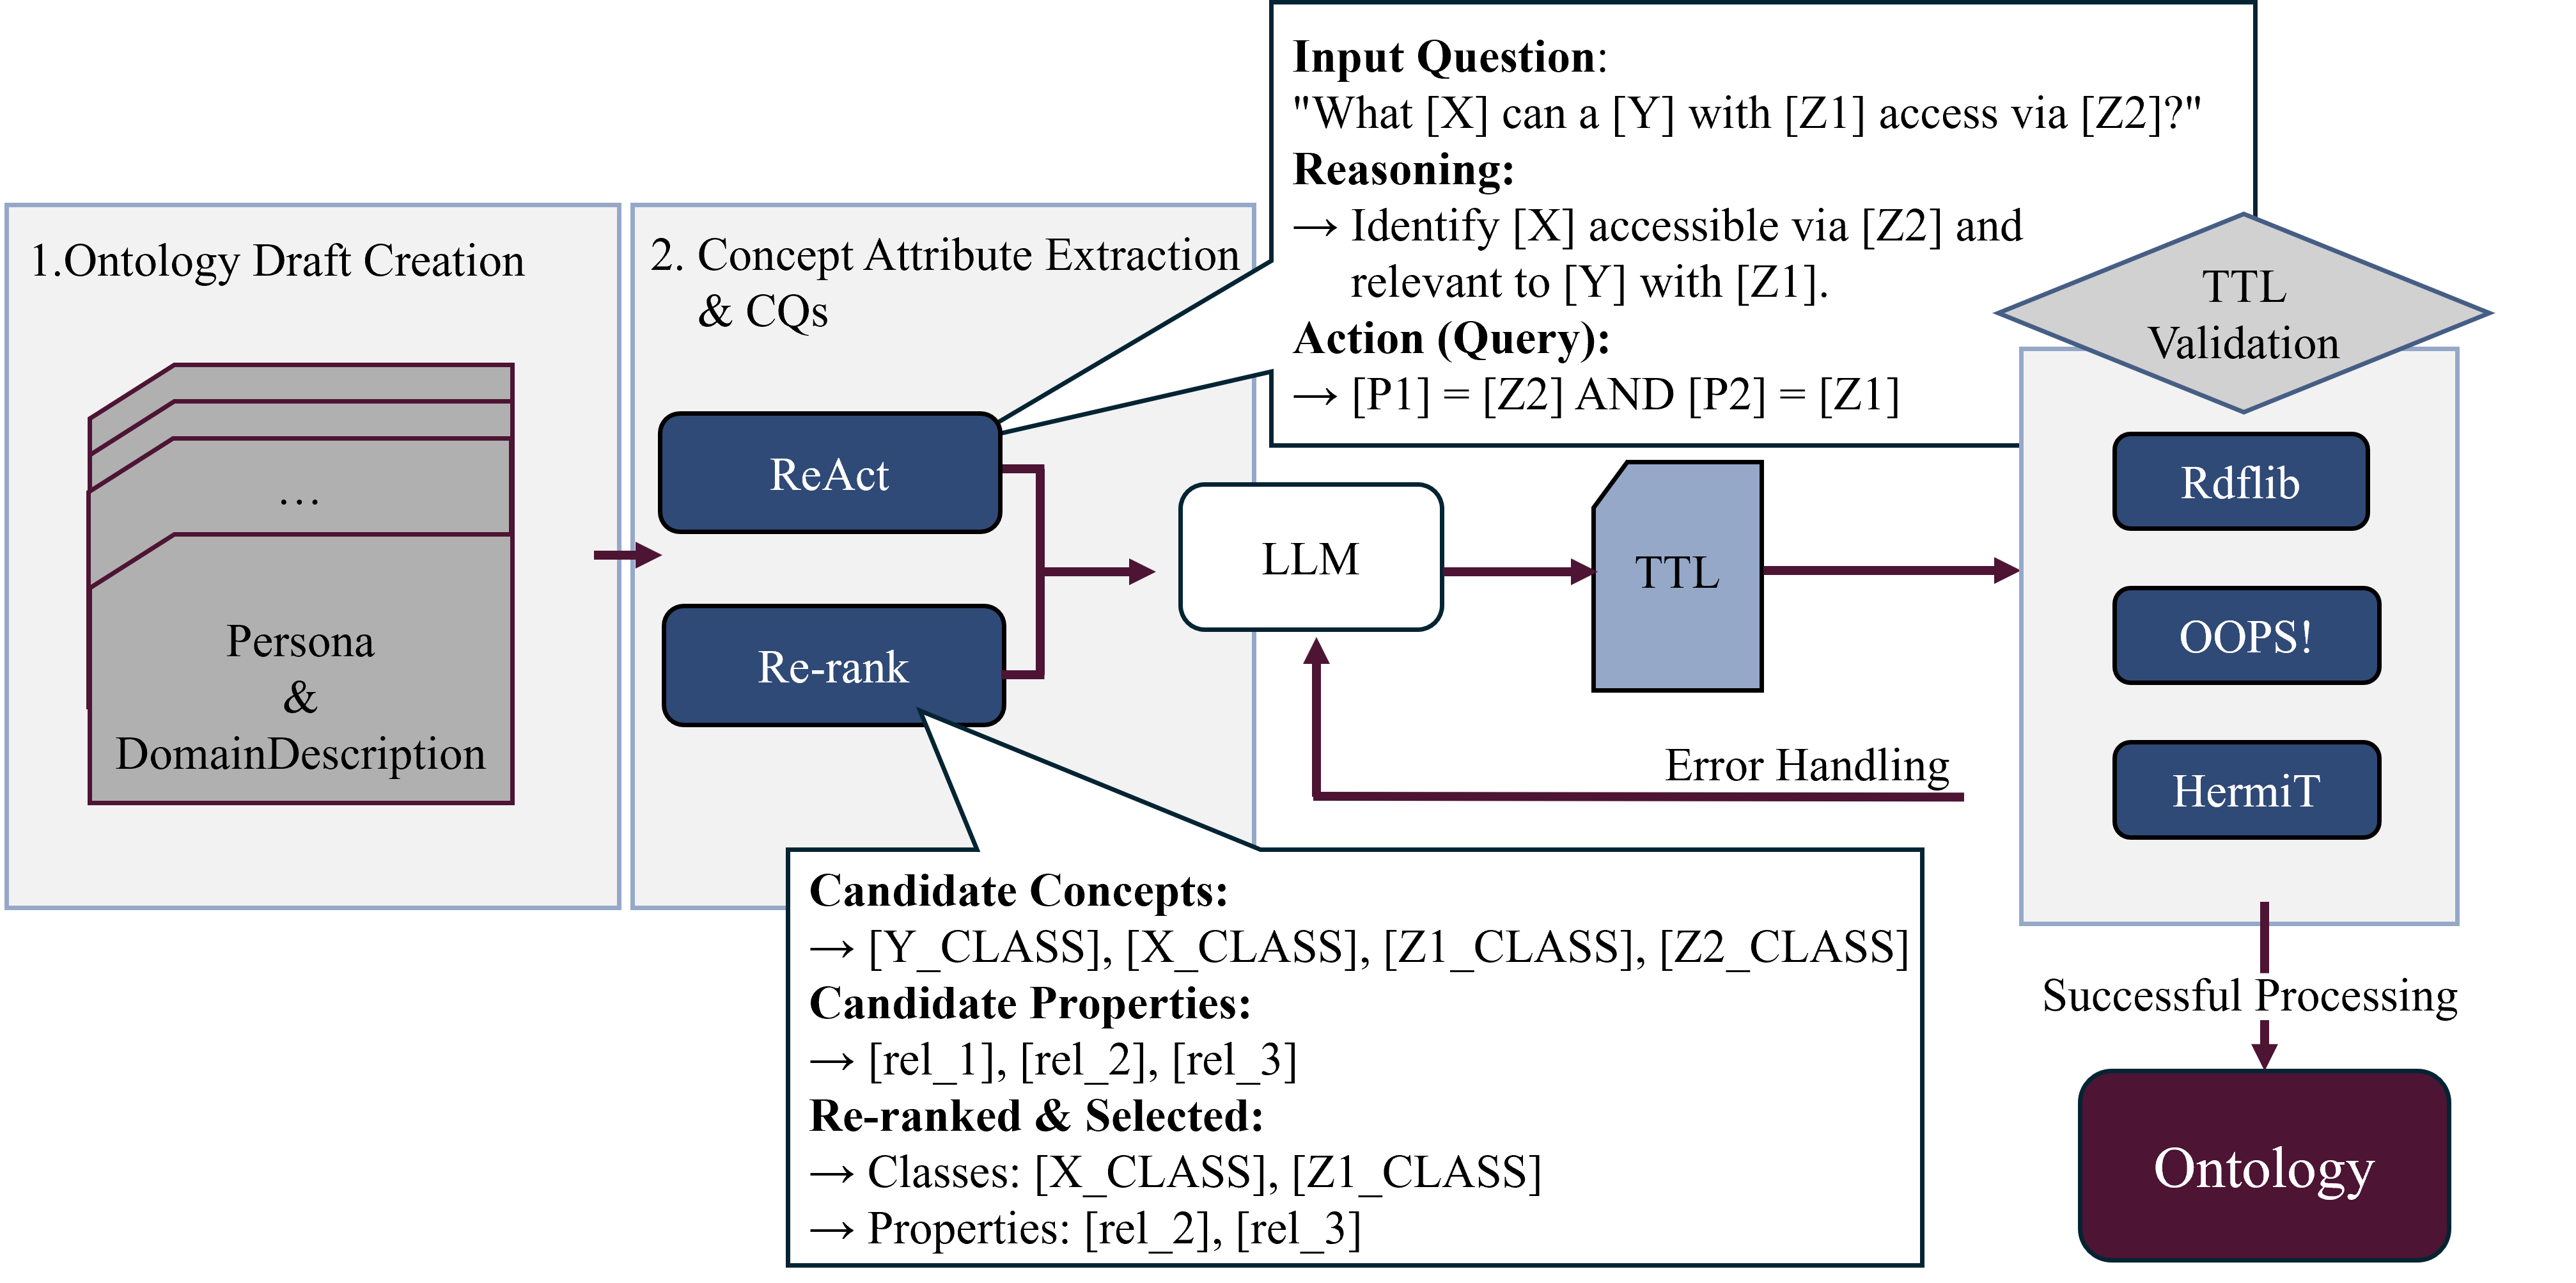 1.Ontology Draft Creation
…
Persona
&
DomainDescription
2. Concept Attribute Extraction
& CQs
ReAct
Re-rank
Input Question:
"What [X] can a [Y] with [Z1] access via [Z2]?"
Reasoning:
→ Identify [X] accessible via [Z2] and
relevant to [Y] with [Z1].
Action (Query):
→ [P1] = [Z2] AND [P2] = [Z1]
Candidate Concepts:
→ [Y_CLASS], [X_CLASS], [Z1_CLASS], [Z2_CLASS]
Candidate Properties:
→ [rel_1], [rel_2], [rel_3]
Re-ranked & Selected:
→ Classes: [X_CLASS], [Z1_CLASS]
→ Properties: [rel_2], [rel_3]
LLM
TTL
Error Handling
TTL
Validation
Rdflib
OOPS!
HermiT
Successful Processing
Ontology